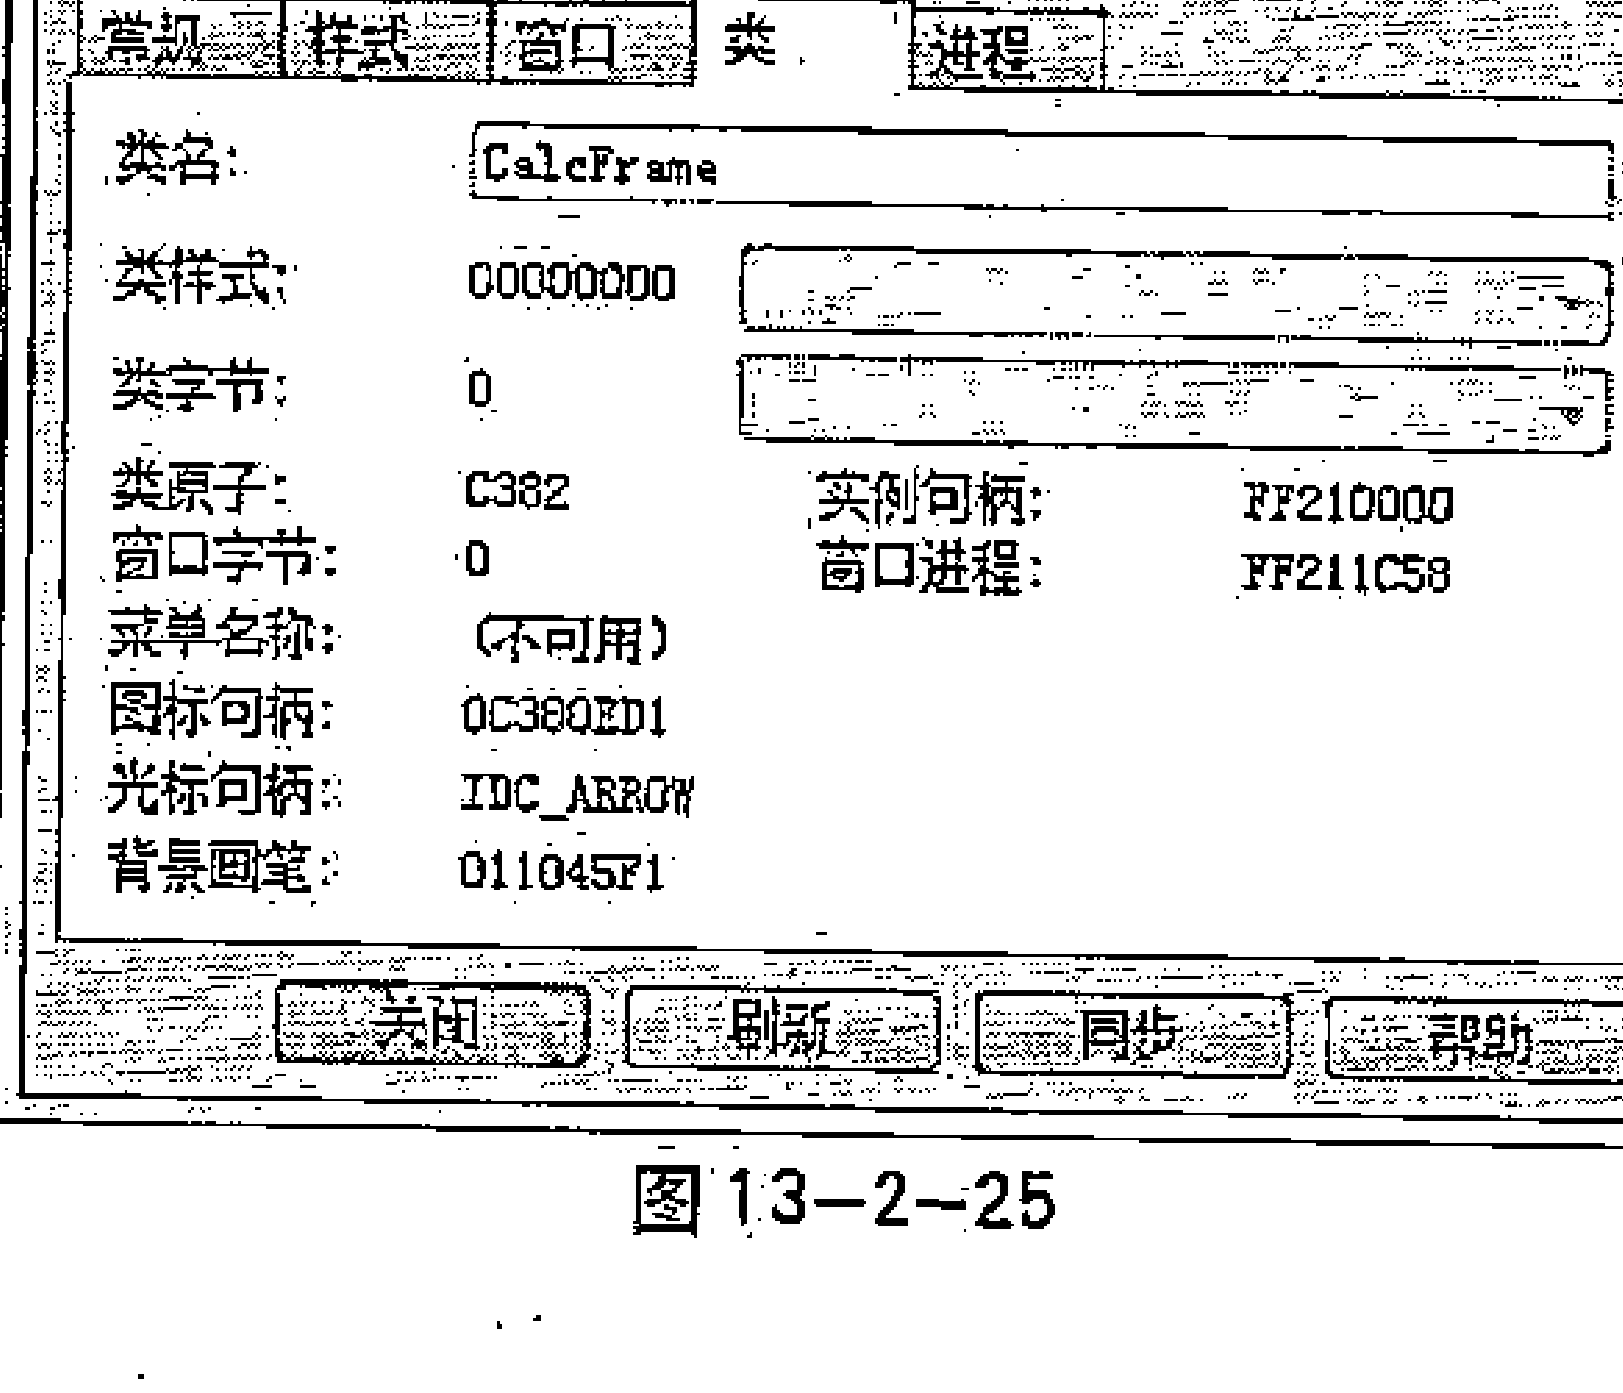 常规 样式 窗口 类 进程
类名: CalcFrame
类样式: 00000000
类字节: 0
类原子: C382 实例句柄: FF210000
窗口字节: 0 窗口进程: FF211C58
菜单名称: (不可用)
图标句柄: 0C380ED1
光标句柄: IDC_ARROW
背景画笔: 011045F1
关闭 刷新 同步 帮助
图 13-2-25